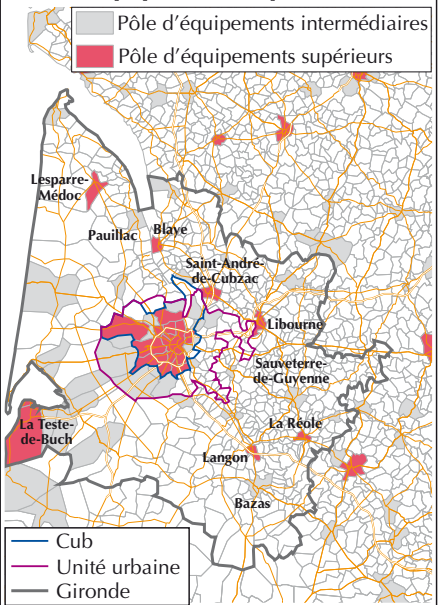 Pôle d'équipements intermédiaires
Pôle d'équipements supérieurs
Lesparre-
Médoc
Pauillac
Blaye
Saint-André-
de-Cubzac
Libourne
Sauveterre-
de-Guyenne
La Teste-
de-Buch
La Réole
Langon
Bazas
Cub
Unité urbaine
Gironde